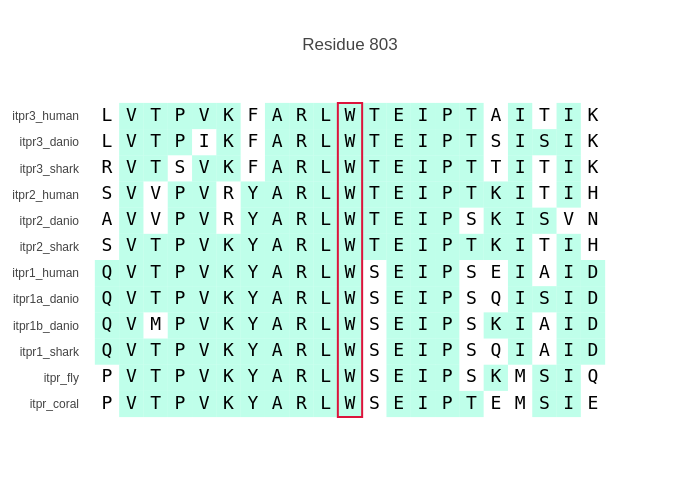 Residue 803
itpr3_human L V T P V K F A R L W T E I P T A I T I K
itpr3_danio L V T P I K F A R L W T E I P T S I S I K
itpr3_shark R V T S V K F A R L W T E I P T T I T I K
itpr2_human S V V P V R Y A R L W T E I P T K I T I H
itpr2_danio A V V P V R Y A R L W T E I P S K I S V N
itpr2_shark S V T P V K Y A R L W T E I P T K I T I H
itpr1_human Q V T P V K Y A R L W S E I P S E I A I D
itpr1a_danio Q V T P V K Y A R L W S E I P S Q I S I D
itpr1b_danio Q V M P V K Y A R L W S E I P S K I A I D
itpr1_shark Q V T P V K Y A R L W S E I P S Q I A I D
itpr_fly P V T P V K Y A R L W S E I P S K M S I Q
itpr_coral P V T P V K Y A R L W S E I P T E M S I E